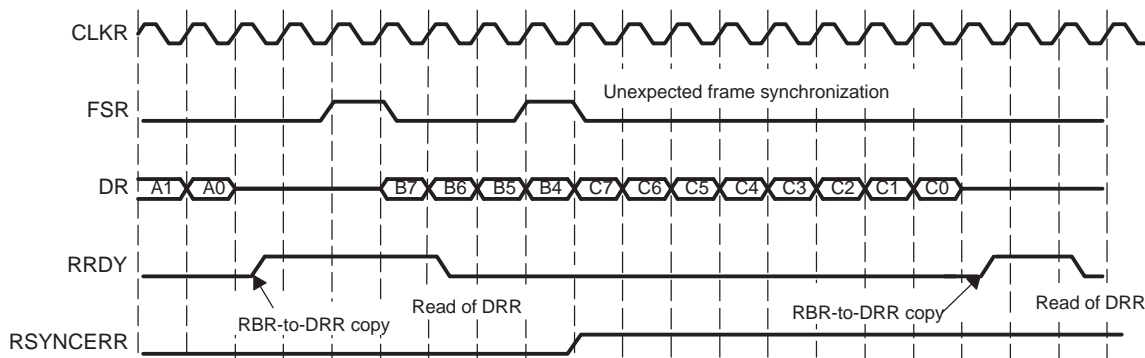 CLKR
Unexpected frame synchronization
FSR
DR A1 A0 B7 B6 B5 B4 C7 C6 C5 C4 C3 C2 C1 C0
RRDY
Read of DRR
RBR-to-DRR copy
RBR-to-DRR copy
Read of DRR
RSYNCERR